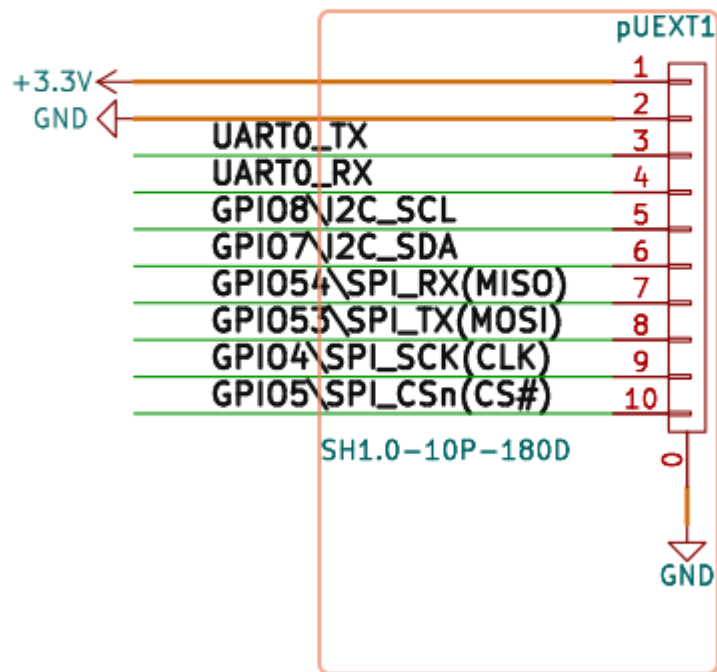 pUEXT1
+3.3V 1
GND 2
UART0_TX 3
UART0_RX 4
GPIO8\I2C_SCL 5
GPIO7\I2C_SDA 6
GPIO54\SPI_RX(MISO) 7
GPIO53\SPI_TX(MOSI) 8
GPIO4\SPI_SCK(CLK) 9
GPIO5\SPI_CSn(CS#) 10
SH1.0-10P-180D
0
GND